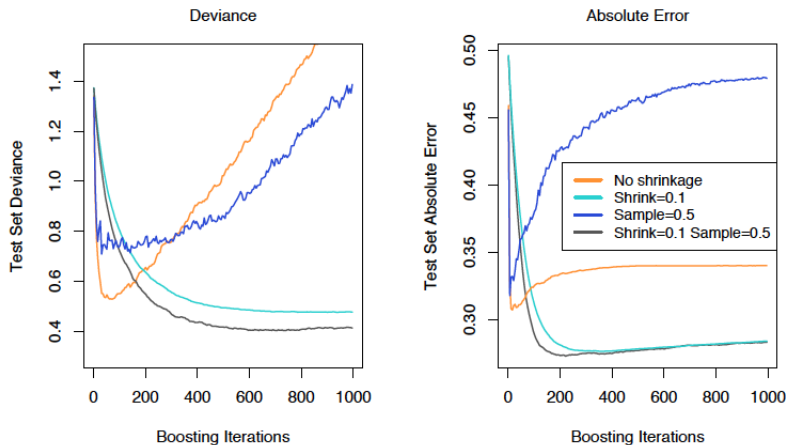 Deviance
Test Set Deviance
0.4 0.6 0.8 1.0 1.2 1.4
0 200 400 600 800 1000
Boosting Iterations
Absolute Error
Test Set Absolute Error
0.30 0.35 0.40 0.45 0.50
No shrinkage
Shrink=0.1
Sample=0.5
Shrink=0.1 Sample=0.5
0 200 400 600 800 1000
Boosting Iterations